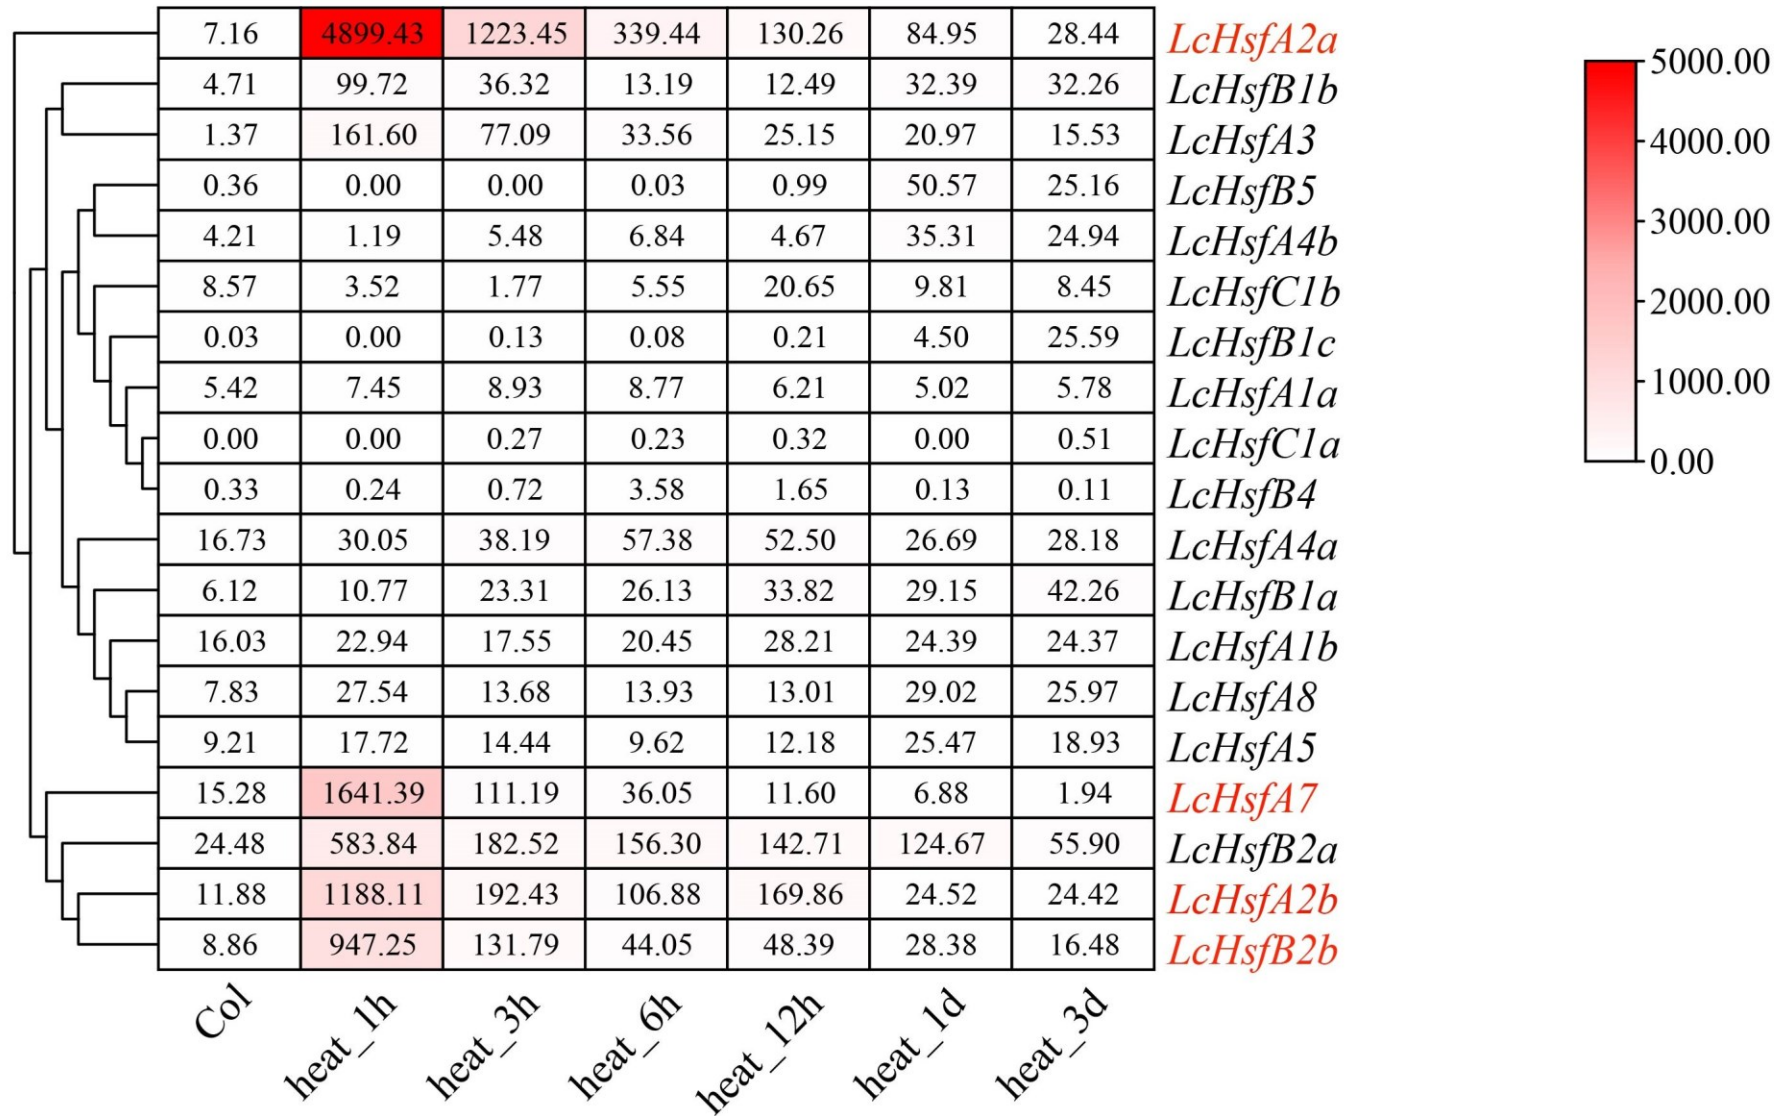 7.16 4899.43 1223.45 339.44 130.26 84.95 28.44 LcHsfA2a
4.71 99.72 36.32 13.19 12.49 32.39 32.26 LcHsfB1b
1.37 161.60 77.09 33.56 25.15 20.97 15.53 LcHsfA3
0.36 0.00 0.00 0.03 0.99 50.57 25.16 LcHsfB5
4.21 1.19 5.48 6.84 4.67 35.31 24.94 LcHsfA4b
8.57 3.52 1.77 5.55 20.65 9.81 8.45 LcHsfC1b
0.03 0.00 0.13 0.08 0.21 4.50 25.59 LcHsfB1c
5.42 7.45 8.93 8.77 6.21 5.02 5.78 LcHsfA1a
0.00 0.00 0.27 0.23 0.32 0.00 0.51 LcHsfC1a
0.33 0.24 0.72 3.58 1.65 0.13 0.11 LcHsfB4
16.73 30.05 38.19 57.38 52.50 26.69 28.18 LcHsfA4a
6.12 10.77 23.31 26.13 33.82 29.15 42.26 LcHsfB1a
16.03 22.94 17.55 20.45 28.21 24.39 24.37 LcHsfA1b
7.83 27.54 13.68 13.93 13.01 29.02 25.97 LcHsfA8
9.21 17.72 14.44 9.62 12.18 25.47 18.93 LcHsfA5
15.28 1641.39 111.19 36.05 11.60 6.88 1.94 LcHsfA7
24.48 583.84 182.52 156.30 142.71 124.67 55.90 LcHsfB2a
11.88 1188.11 192.43 106.88 169.86 24.52 24.42 LcHsfA2b
8.86 947.25 131.79 44.05 48.39 28.38 16.48 LcHsfB2b
Col heat_1h heat_3h heat_6h heat_12h heat_1d heat_3d
5000.00
4000.00
3000.00
2000.00
1000.00
0.00